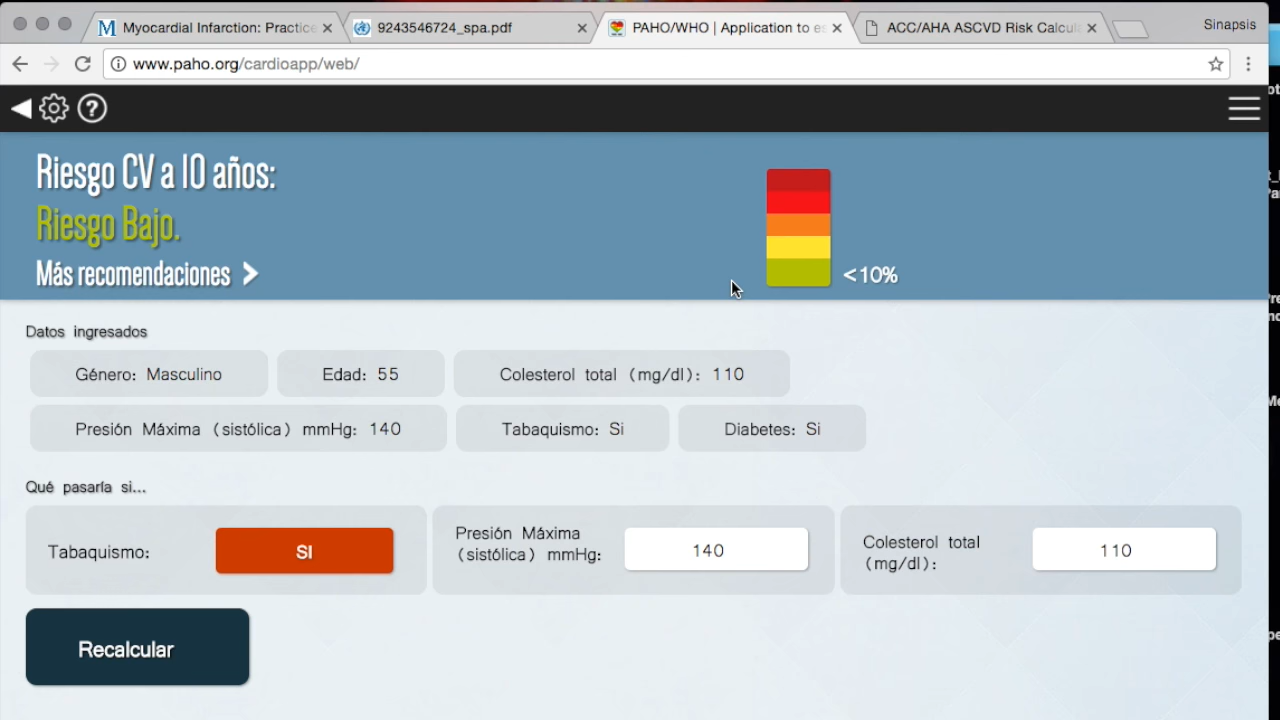 Myocardial Infarction: Practice
9243546724_spa.pdf
PAHO/WHO | Application to es
ACC/AHA ASCVD Risk Calcul
Sinapsis
www.paho.org/cardioapp/web/
Riesgo CV a 10 años:
Riesgo Bajo.
Más recomendaciones >
<10%
Datos ingresados
Género: Masculino
Edad: 55
Colesterol total (mg/dl): 110
Presión Máxima (sistólica) mmHg: 140
Tabaquismo: Si
Diabetes: Si
Qué pasaría si...
Tabaquismo:
SI
Presión Máxima
(sistólica) mmHg:
140
Colesterol total
(mg/dl):
110
Recalcular